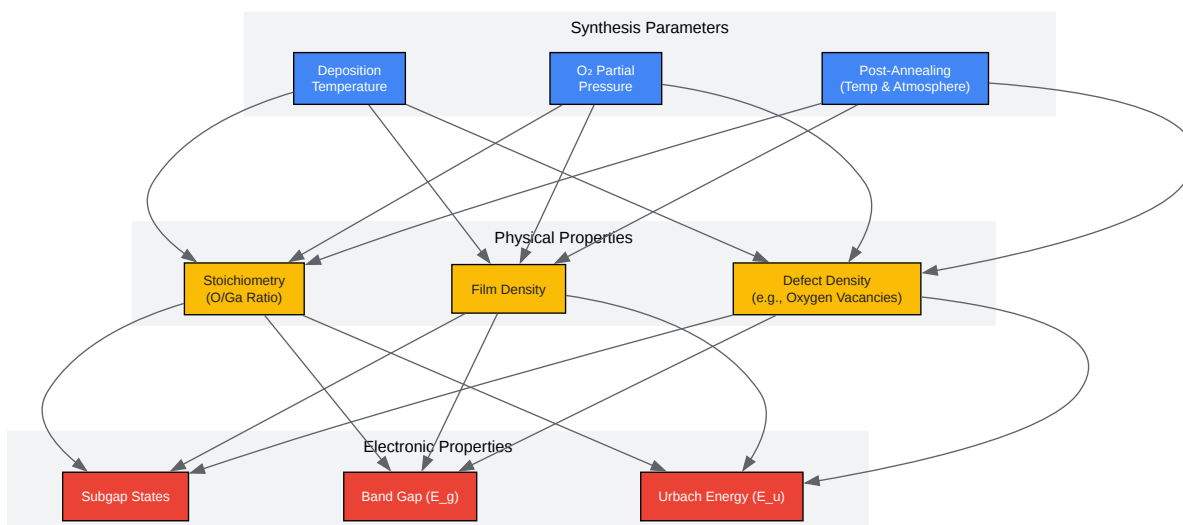 Synthesis Parameters
Deposition
Temperature
O₂ Partial
Pressure
Post-Annealing
(Temp & Atmosphere)
Physical Properties
Stoichiometry
(O/Ga Ratio)
Film Density
Defect Density
(e.g., Oxygen Vacancies)
Electronic Properties
Subgap States
Band Gap (E_g)
Urbach Energy (E_u)